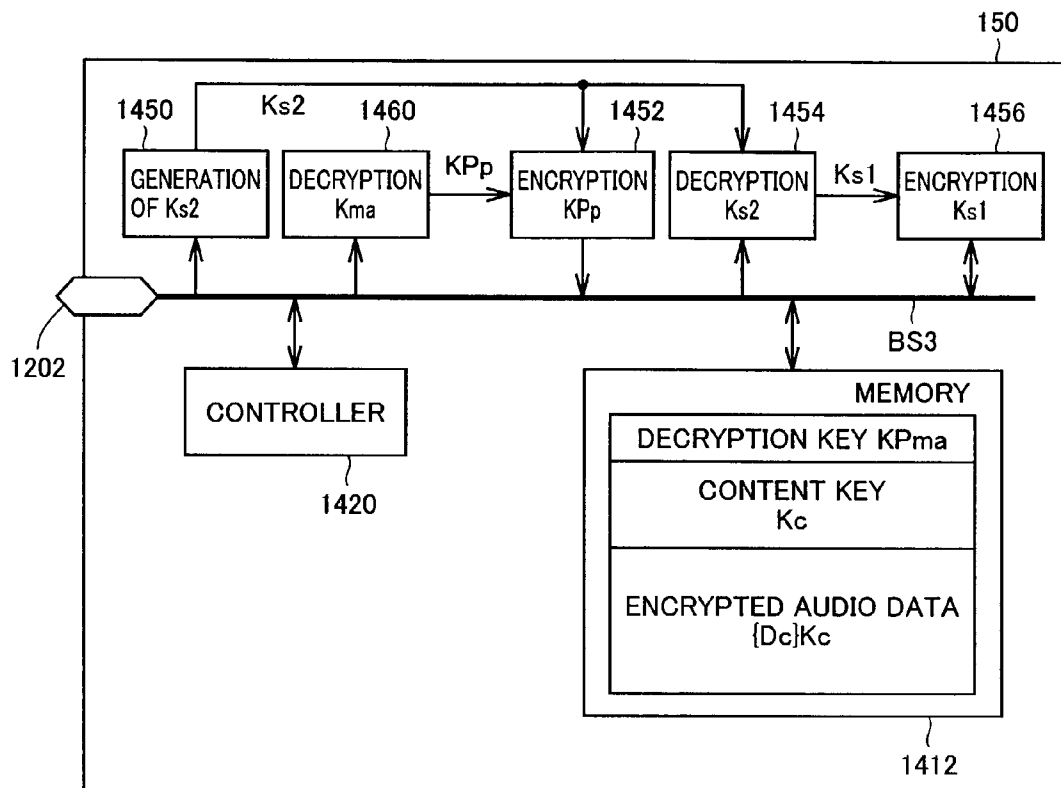 150
1450
Ks2
1460
1452
1454
1456
GENERATION
OF Ks2
DECRYPTION
Kma
KPp
ENCRYPTION
KPp
DECRYPTION
Ks2
Ks1
ENCRYPTION
Ks1
1202
BS3
CONTROLLER
1420
MEMORY
DECRYPTION KEY KPma
CONTENT KEY
Kc
ENCRYPTED AUDIO DATA
{Dc}Kc
1412